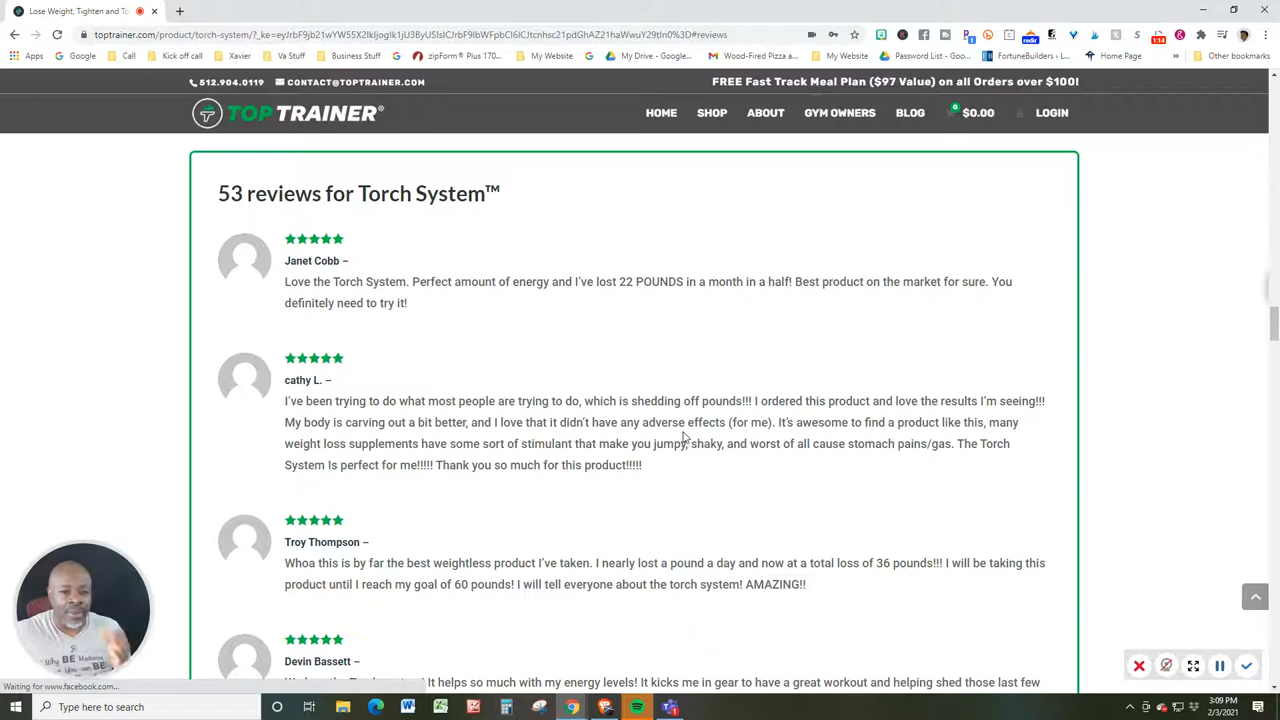 Lose Weight, Tighten and To
toptrainer.com/product/torch-system/?_ke=
Apps Google Call Kick off call Xavier Va Stuff Business Stuff zipForm® Plus 170... My Website My Drive - Google... Wood-Fired Pizza a... My Website Password List - Goo... FortuneBuilders | P... Home Page » Other bookmarks
512.904.0119 CONTACT@TOPTRAINER.COM FREE Fast Track Meal Plan ($97 Value) on all Orders over $100!
TOPTRAINER® HOME SHOP ABOUT GYM OWNERS BLOG 0 $0.00 LOGIN
53 reviews for Torch System™
Janet Cobb –
Love the Torch System. Perfect amount of energy and I've lost 22 POUNDS in a month in a half! Best product on the market for sure. You
definitely need to try it!
cathy L. –
I've been trying to do what most people are trying to do, which is shedding off pounds!!! I ordered this product and love the results I'm seeing!!!
My body is carving out a bit better, and I love that it didn't have any adverse effects (for me). It's awesome to find a product like this, many
weight loss supplements have some sort of stimulant that make you jumpy, shaky, and worst of all cause stomach pains/gas. The Torch
System Is perfect for me!!!!! Thank you so much for this product!!!!!
Troy Thompson –
Whoa this is by far the best weightless product I've taken. I nearly lost a pound a day and now at a total loss of 36 pounds!!! I will be taking this
product until I reach my goal of 60 pounds! I will tell everyone about the torch system! AMAZING!!
Devin Bassett –
It helps so much with my energy levels! It kicks me in gear to have a great workout and helping shed those last few
Waiting for www.facebook.com...
Type here to search
3:09 PM
2/3/2021